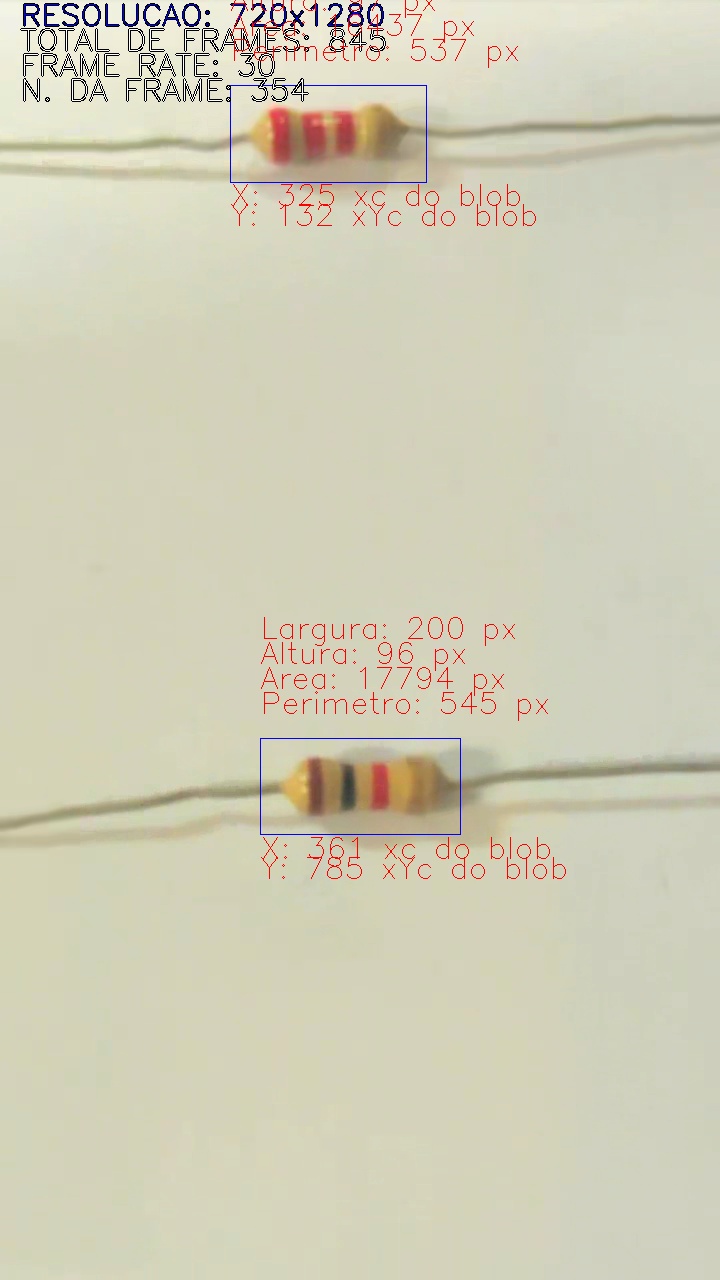 RESOLUCAO: 720x1280
TOTAL DE FRAMES: 845
FRAME RATE: 30
N. DA FRAME: 354
px
px
Perimetro: 537 px
X: 325 xc do blob
Y: 132 xYc do blob
Largura: 200 px
Altura: 96 px
Area: 17794 px
Perimetro: 545 px
X: 361 xc do blob
Y: 785 xYc do blob